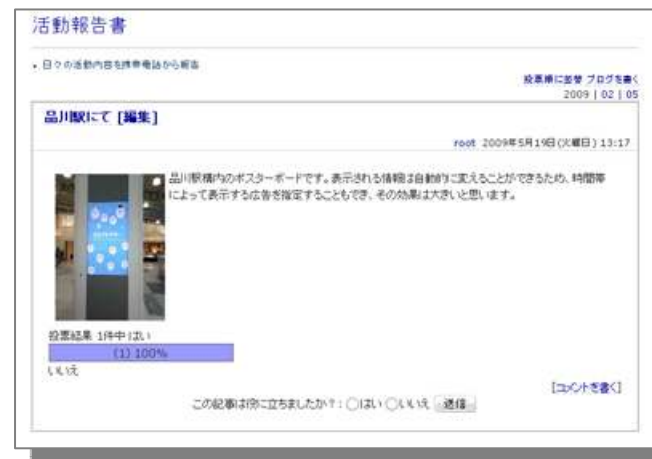 活動報告書
日々の活動内容を携帯電話から報告
投票順に並替 ブログを書く
2009 | 02 | 05
品川駅にて [編集]
root 2009年5月19日(火曜日) 13:17
品川駅構内のポスターボードです。表示される情報は自動的に変えることができるため、時間帯
によって表示する広告を指定することもでき、その効果は大きいと思います。
投票結果 1件中 はい
(1) 100%
いいえ
[コメントを書く]
この記事は役に立ちましたか?: はい いいえ 送信